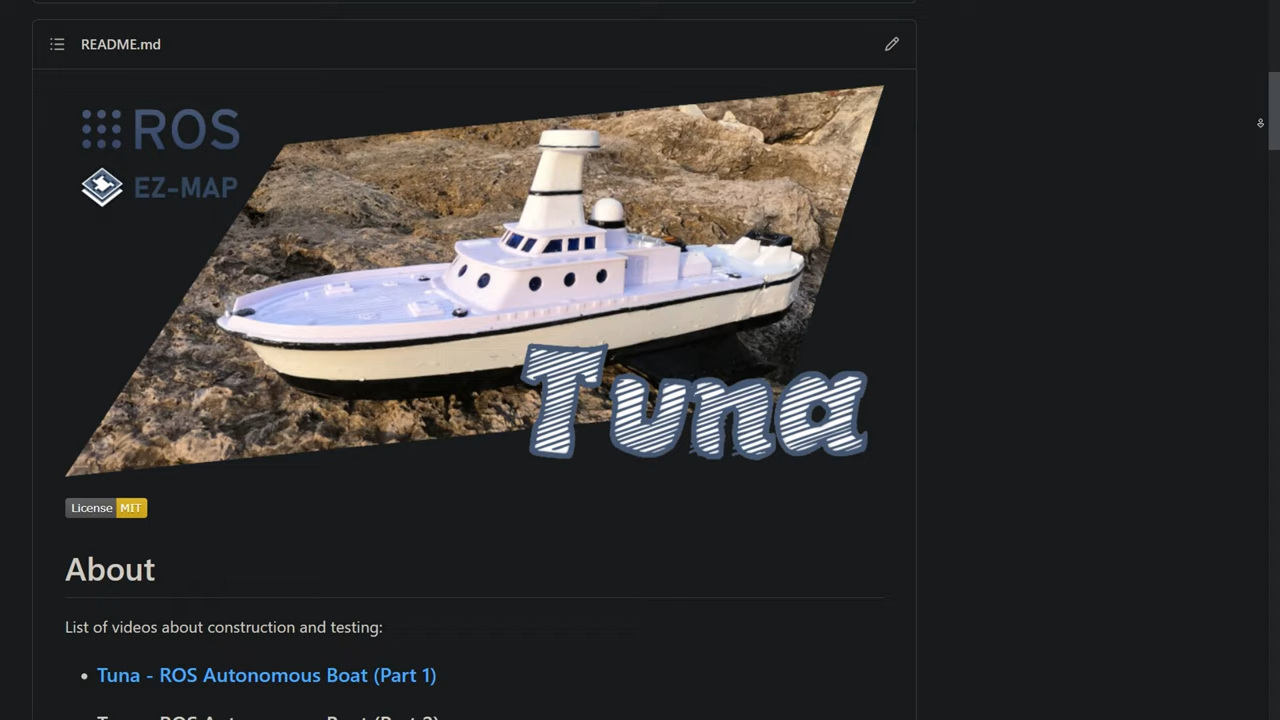 README.md
ROS
EZ-MAP
Tuna
License MIT
About
List of videos about construction and testing:
Tuna - ROS Autonomous Boat (Part 1)